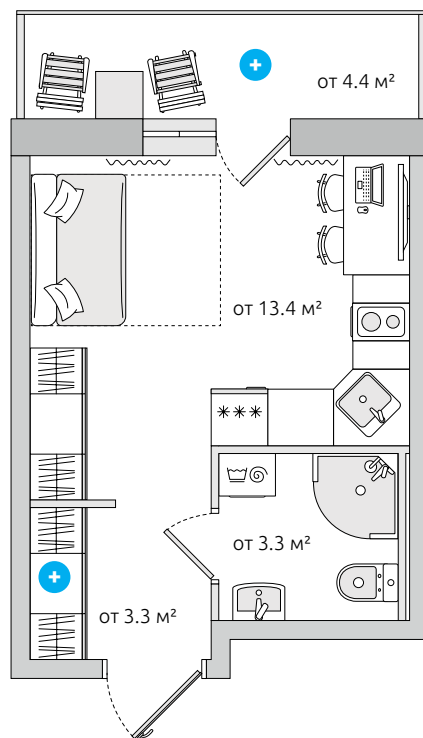 от 4.4 м²
от 13.4 м²
от 3.3 м²
от 3.3 м²